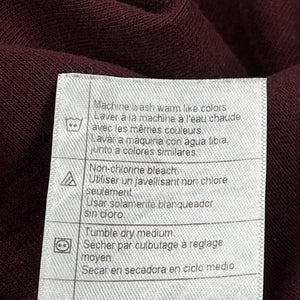 Machine wash warm like colors.
Laver à la machine à l'eau chaude
avec les mêmes couleurs.
Lavar a máquina con agua tibia,
junto a colores similares.
Non-chlorine bleach.
Utiliser un javellisant non chloré
seulement.
Usar solamente blanqueador
sin cloro.
Tumble dry medium.
Sécher par culbutage à réglage
moyen.
Secar en secadora en ciclo medio.